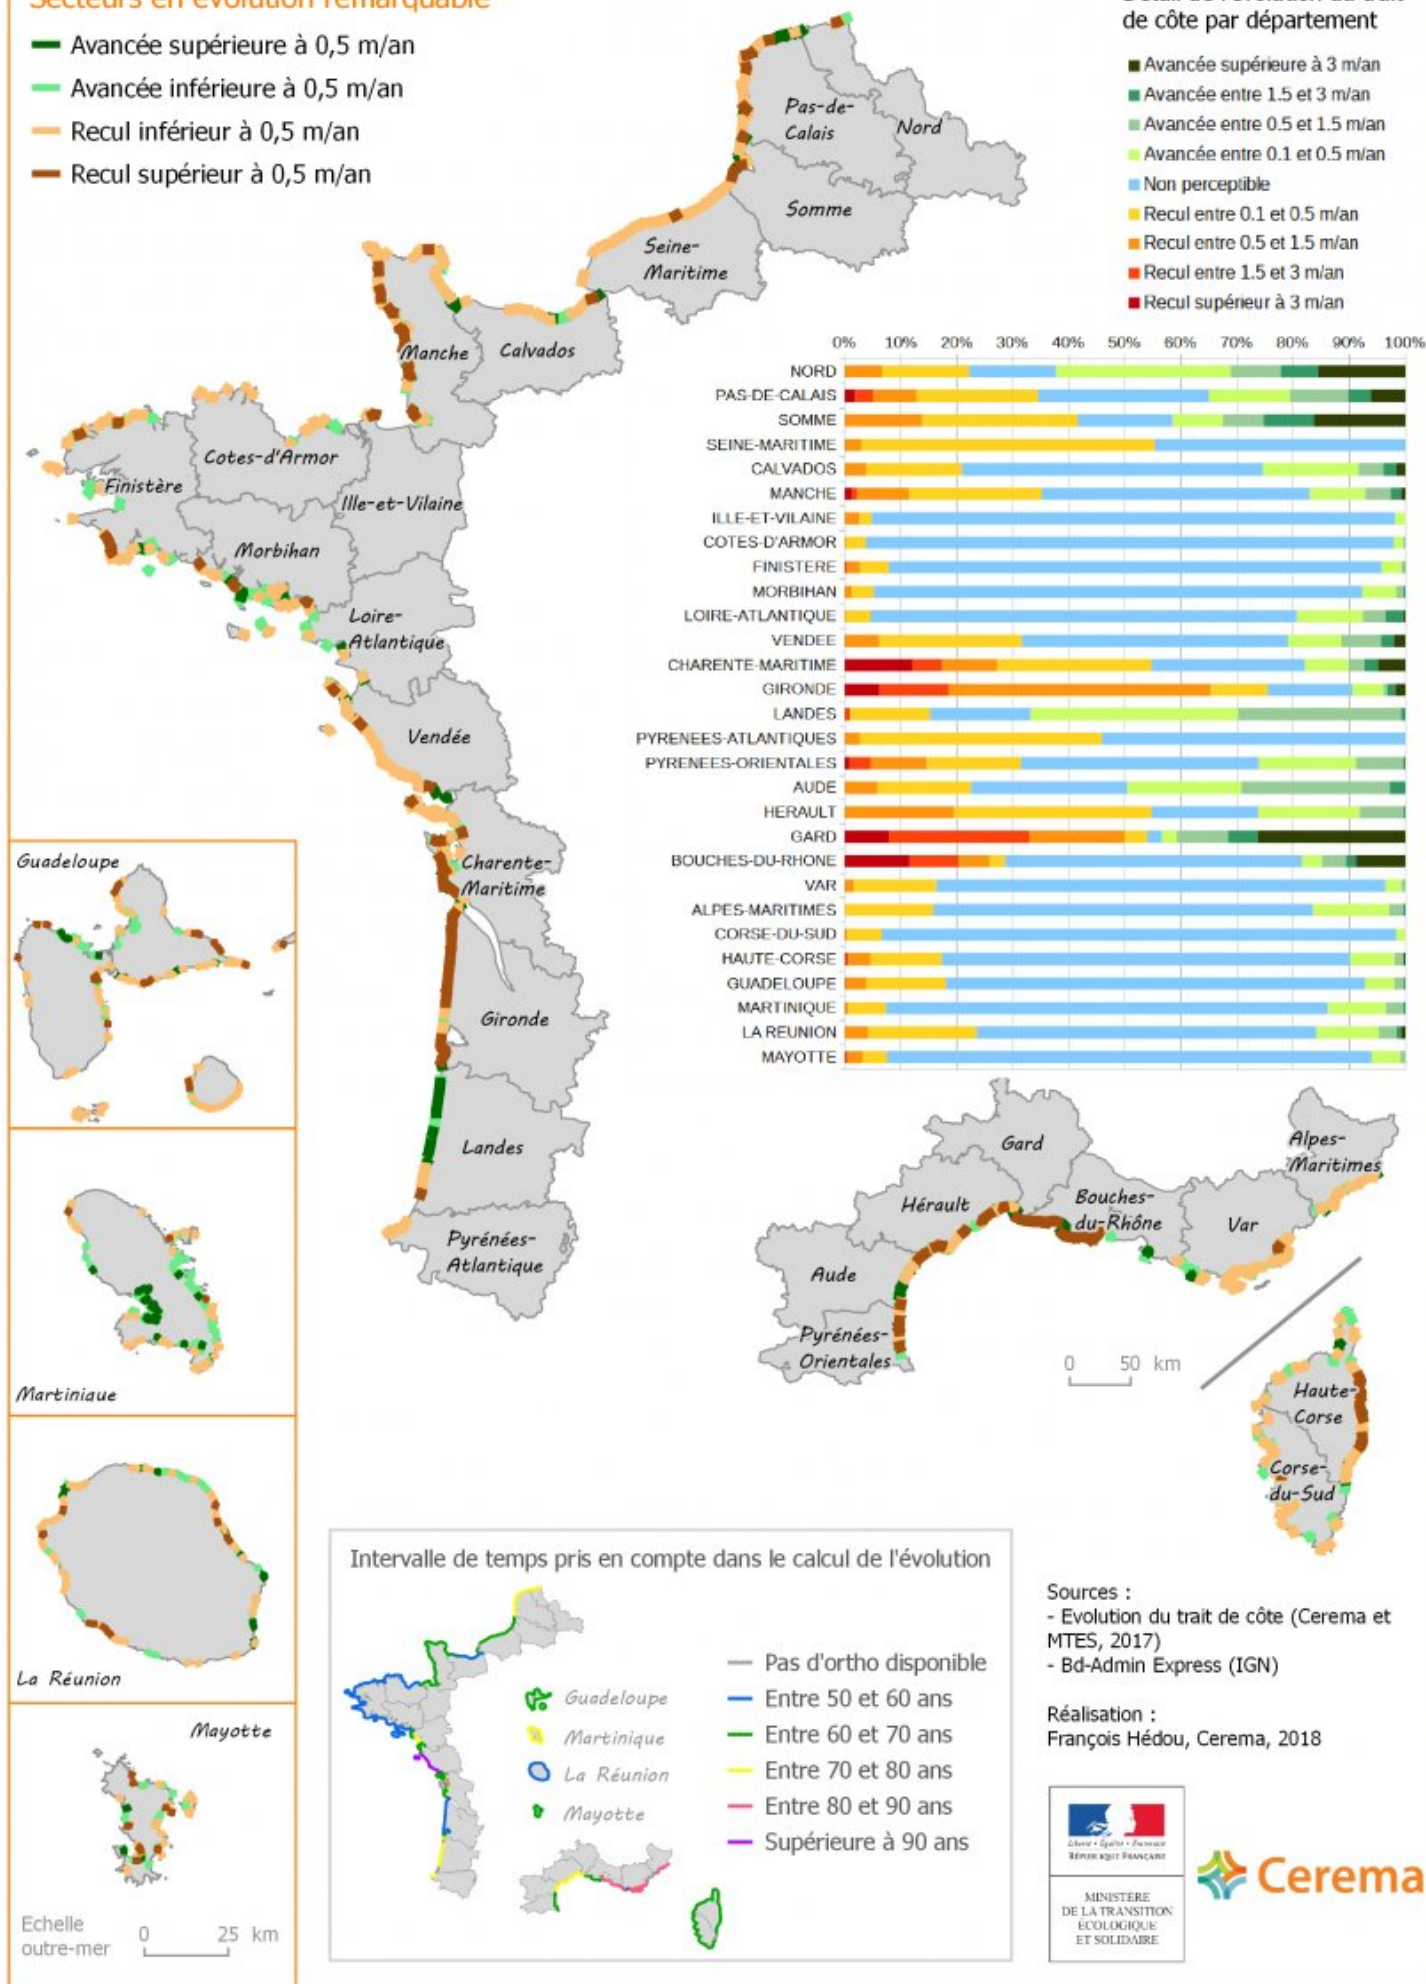 Secteurs en évolution remarquable
Avancée supérieure à 0,5 m/an
Avancée inférieure à 0,5 m/an
Recul inférieur à 0,5 m/an
Recul supérieur à 0,5 m/an
de côte par département
Avancée supérieure à 3 m/an
Avancée entre 1.5 et 3 m/an
Avancée entre 0.5 et 1.5 m/an
Avancée entre 0.1 et 0.5 m/an
Non perceptible
Recul entre 0.1 et 0.5 m/an
Recul entre 0.5 et 1.5 m/an
Recul entre 1.5 et 3 m/an
Recul supérieur à 3 m/an
Pas-de-
Calais
Nord
Somme
Seine-
Maritime
Manche
Calvados
Cotes-d'Armor
Finistère
Ille-et-Vilaine
Morbihan
Loire-
Atlantique
Vendée
Charente-
Maritime
Gironde
Landes
Pyrénées-
Atlantique
0% 10% 20% 30% 40% 50% 60% 70% 80% 90% 100%
NORD
PAS-DE-CALAIS
SOMME
SEINE-MARITIME
CALVADOS
MANCHE
ILLE-ET-VILAINE
COTES-D'ARMOR
FINISTERE
MORBIHAN
LOIRE-ATLANTIQUE
VENDEE
CHARENTE-MARITIME
GIRONDE
LANDES
PYRENEES-ATLANTIQUES
PYRENEES-ORIENTALES
AUDE
HERAULT
GARD
BOUCHES-DU-RHONE
VAR
ALPES-MARITIMES
CORSE-DU-SUD
HAUTE-CORSE
GUADELOUPE
MARTINIQUE
LA REUNION
MAYOTTE
Guadeloupe
Martinique
La Réunion
Mayotte
Echelle
outre-mer
0 25 km
Gard
Alpes-
Maritimes
Hérault
Bouches-
du-Rhône
Var
Aude
Pyrénées-
Orientales
0 50 km
Haute-
Corse
Corse-
du-Sud
Intervalle de temps pris en compte dans le calcul de l'évolution
Guadeloupe
Martinique
La Réunion
Mayotte
Pas d'ortho disponible
Entre 50 et 60 ans
Entre 60 et 70 ans
Entre 70 et 80 ans
Entre 80 et 90 ans
Supérieure à 90 ans
Sources :
- Evolution du trait de côte (Cerema et
MTES, 2017)
- Bd-Admin Express (IGN)
Réalisation :
François Hédou, Cerema, 2018
Liberté • Égalité • Fraternité
RÉPUBLIQUE FRANÇAISE
MINISTÈRE
DE LA TRANSITION
ÉCOLOGIQUE
ET SOLIDAIRE
Cerema